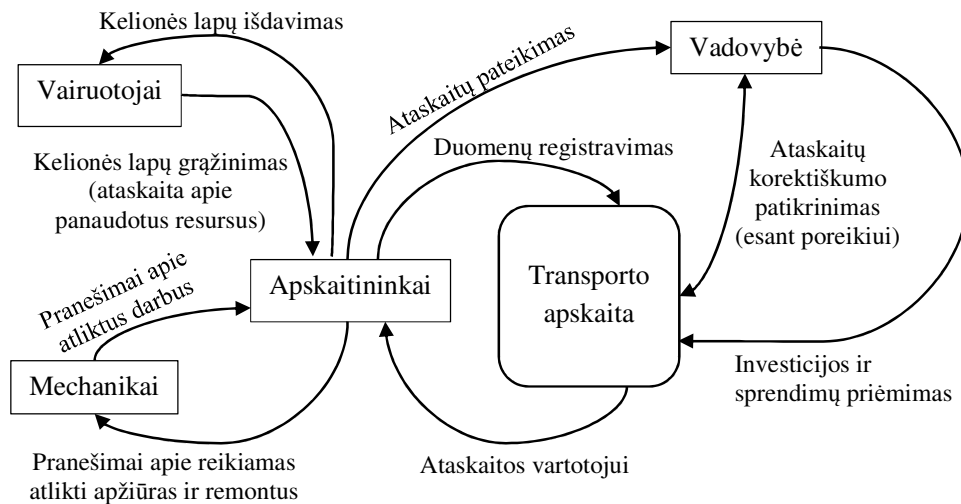 Kelionės lapų išdavimas
Vairuotojai
Kelionės lapų grąžinimas
(ataskaita apie
panaudotus resursus)
Ataskaitų pateikimas
Vadovybė
Duomenų registravimas
Ataskaitų
korektiškumo
patikrinimas
(esant poreikiui)
Apskaitininkai
Transporto
apskaita
Pranešimai apie
atliktus darbus
Mechanikai
Investicijos ir
sprendimų priėmimas
Pranešimai apie reikiamas
atlikti apžiūras ir remontus
Ataskaitos vartotojui